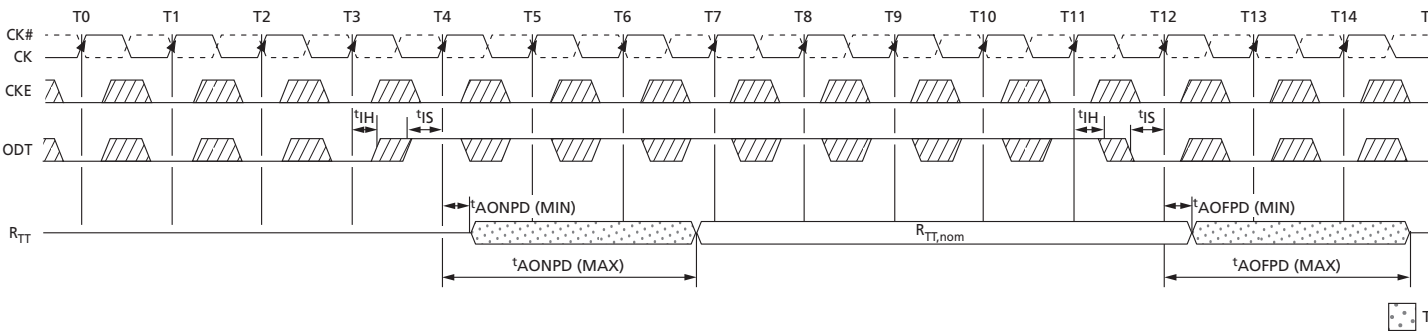 T0 T1 T2 T3 T4 T5 T6 T7 T8 T9 T10 T11 T12 T13 T14
CK#
CK
CKE
tIH tIS tIH tIS
ODT
tAONPD (MIN) tAOFPD (MIN)
RTT RTT,nom
tAONPD (MAX) tAOFPD (MAX)